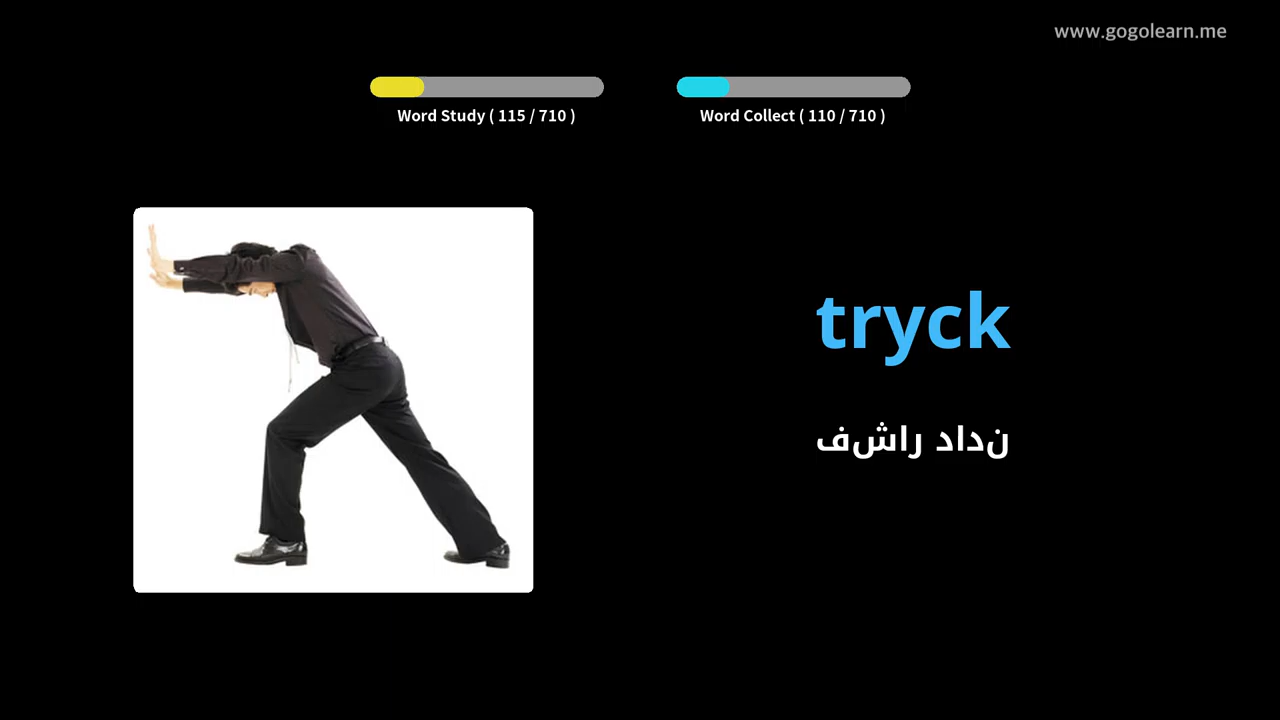 www.gogolearn.me
Word Study ( 115 / 710 )
Word Collect ( 110 / 710 )
tryck
نداد راشف